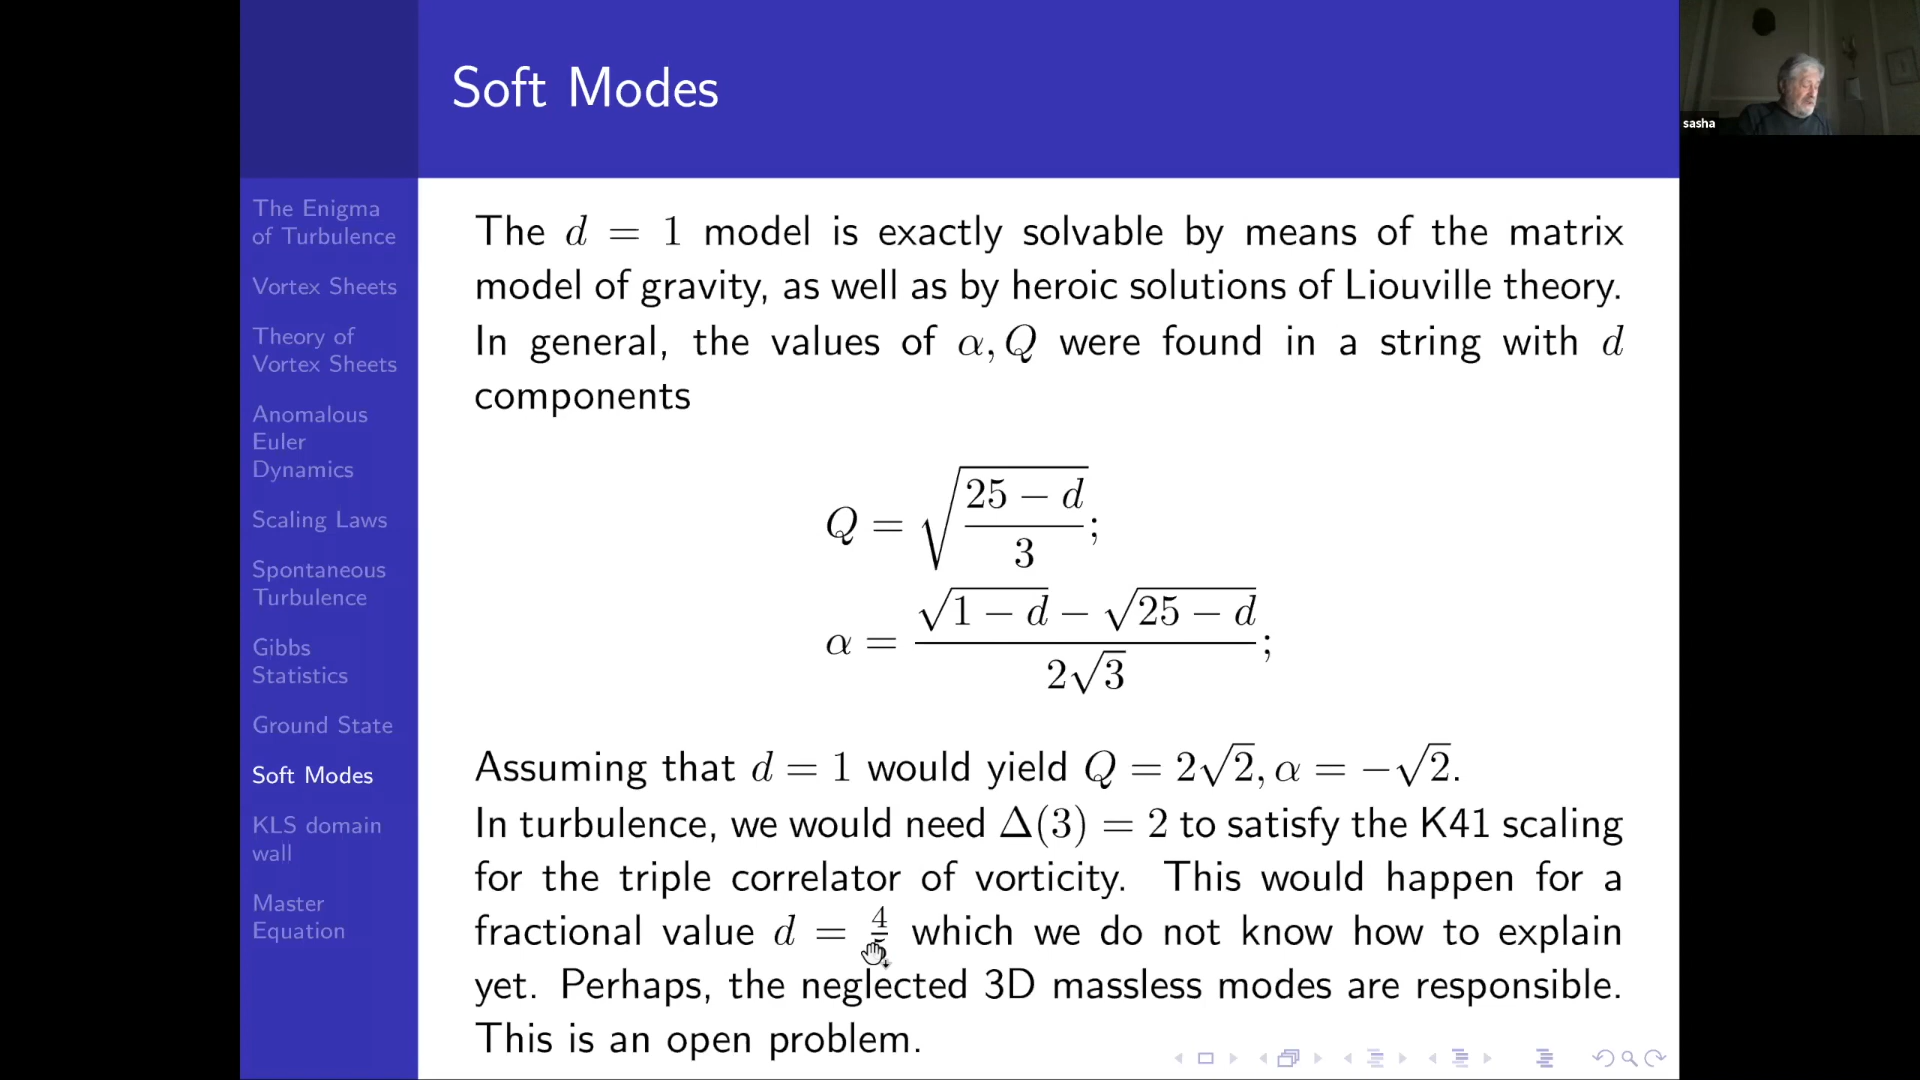 Soft Modes
sasha
The Enigma
of Turbulence
Vortex Sheets
Theory of
Vortex Sheets
Anomalous
Euler
Dynamics
Scaling Laws
Spontaneous
Turbulence
Gibbs
Statistics
Ground State
Soft Modes
KLS domain
wall
Master
Equation
The d = 1 model is exactly solvable by means of the matrix
model of gravity, as well as by heroic solutions of Liouville theory.
In general, the values of α, Q were found in a string with d
components
Q = √((25 − d)/3);
α = (√(1 − d) − √(25 − d))/(2√3);
Assuming that d = 1 would yield Q = 2√2, α = −√2.
In turbulence, we would need Δ(3) = 2 to satisfy the K41 scaling
for the triple correlator of vorticity. This would happen for a
fractional value d = 4/ which we do not know how to explain
yet. Perhaps, the neglected 3D massless modes are responsible.
This is an open problem.